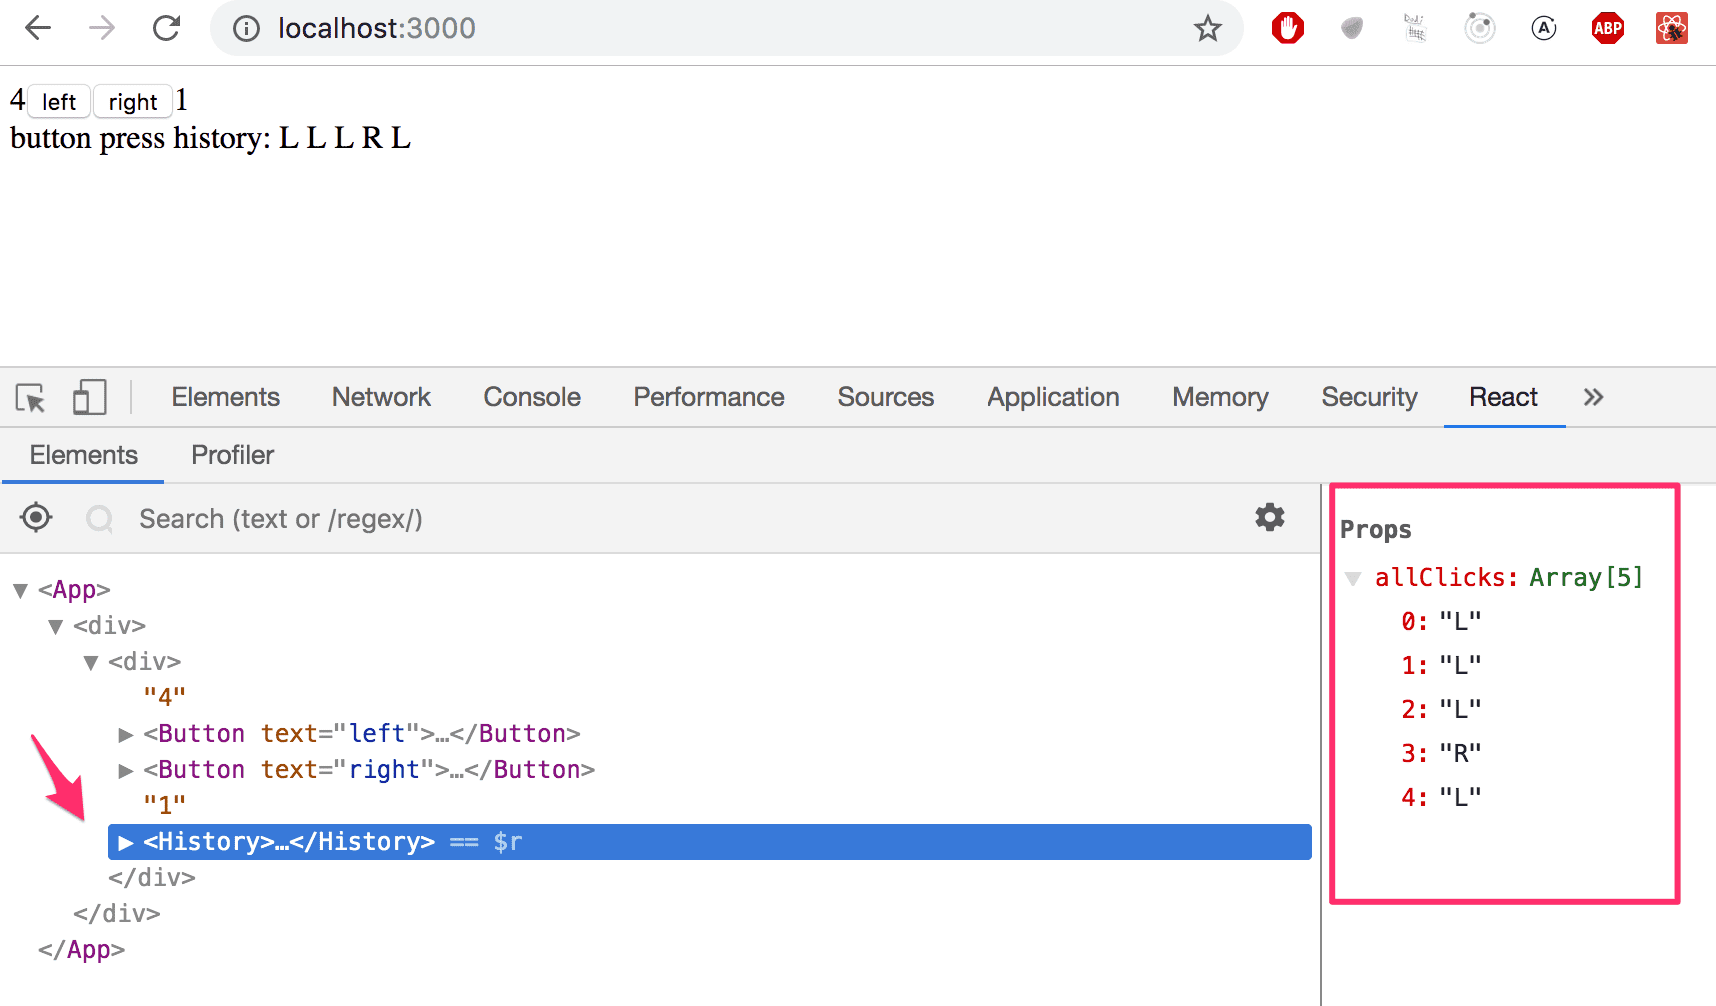 localhost:3000
ABP
4 left right 1
button press history: L L L R L
Elements Network Console Performance Sources Application Memory Security React »
Elements Profiler
Search (text or /regex/)
▼ <App>
▼ <div>
▼ <div>
"4"
▶ <Button text="left">…</Button>
▶ <Button text="right">…</Button>
"1"
▶ <History>…</History> == $r
</div>
</div>
</App>
Props
▼ allClicks: Array[5]
0: "L"
1: "L"
2: "L"
3: "R"
4: "L"